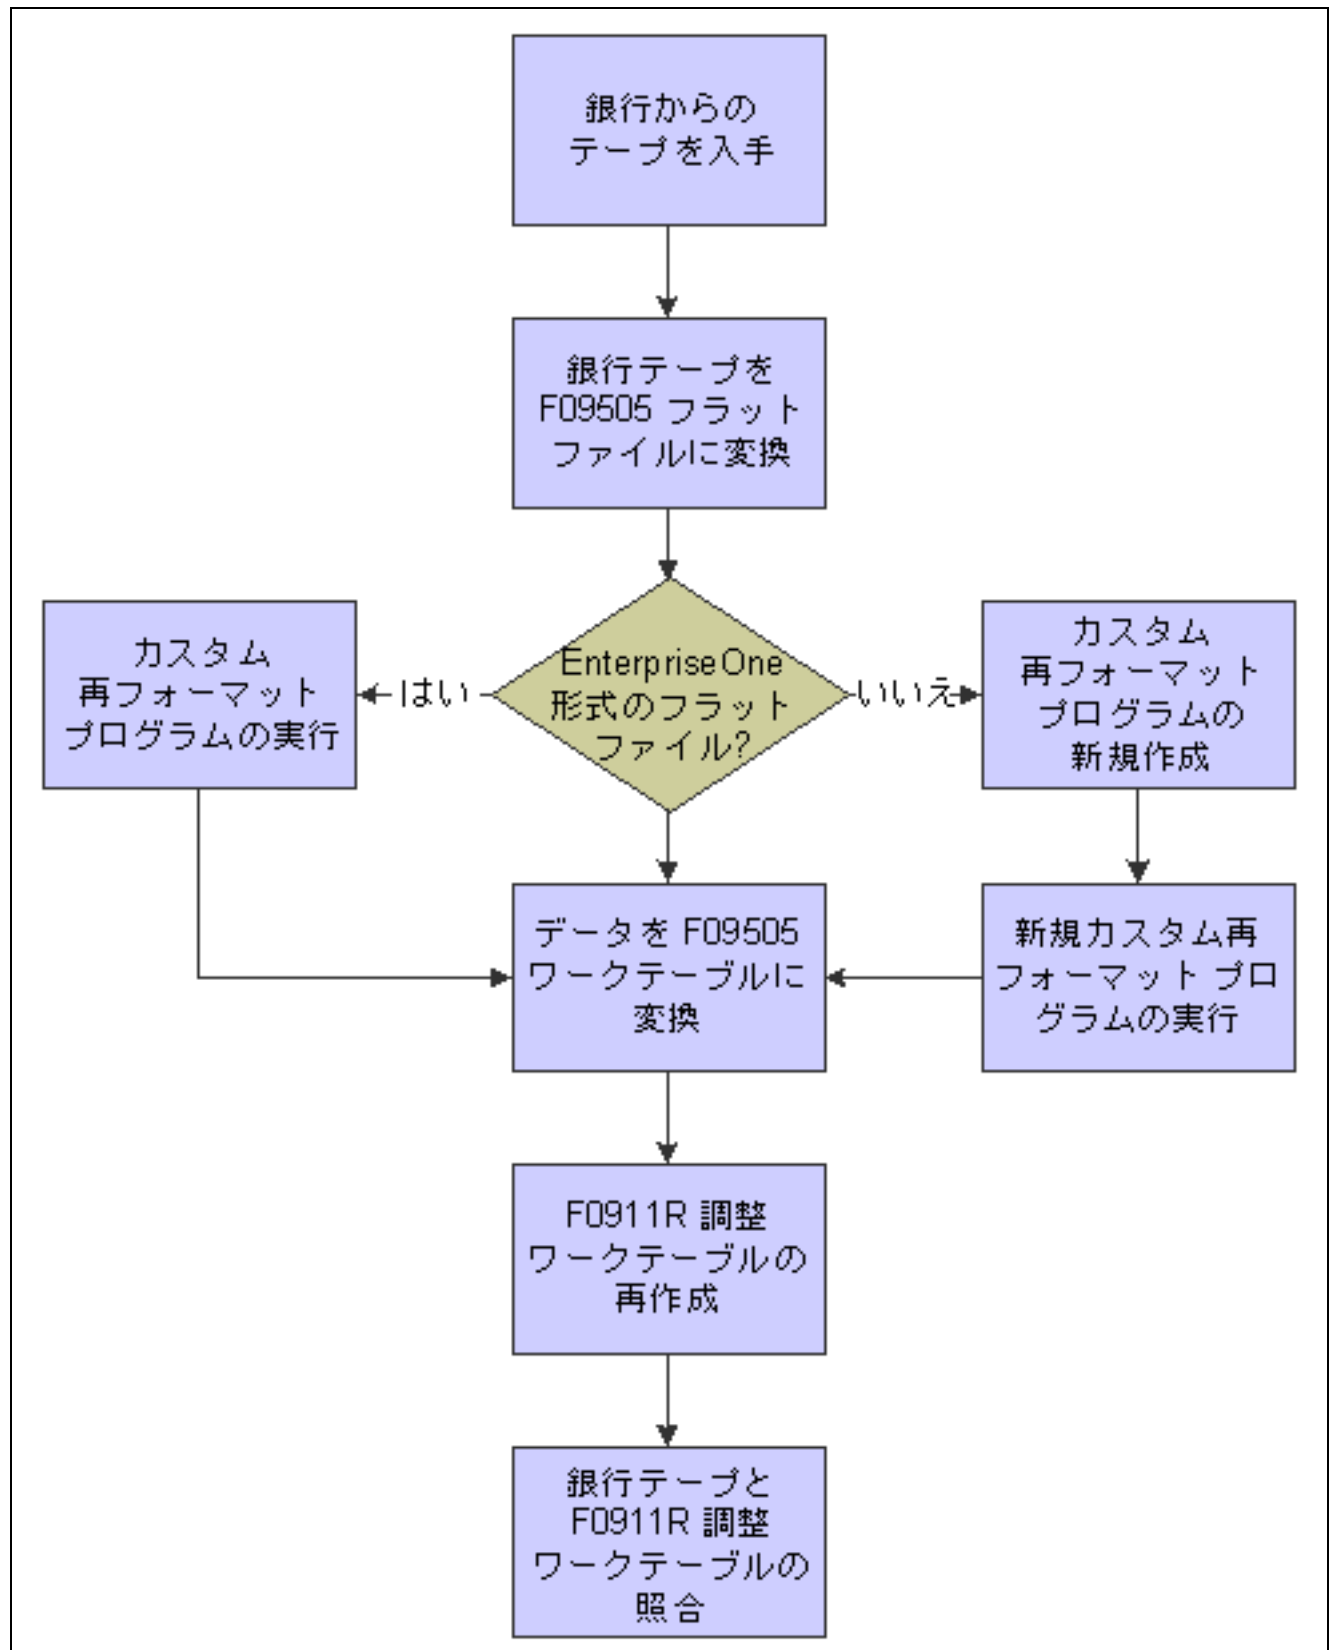 銀行からの
テープを入手
銀行テープを
F09505 フラット
ファイルに変換
EnterpriseOne
形式のフラット
ファイル?
はい
いいえ
カスタム
再フォーマット
プログラムの実行
カスタム
再フォーマット
プログラムの
新規作成
データを F09505
ワークテーブルに
変換
新規カスタム再
フォーマット プロ
グラムの実行
F0911R 調整
ワークテーブルの
再作成
銀行テープと
F0911R 調整
ワークテーブルの
照合